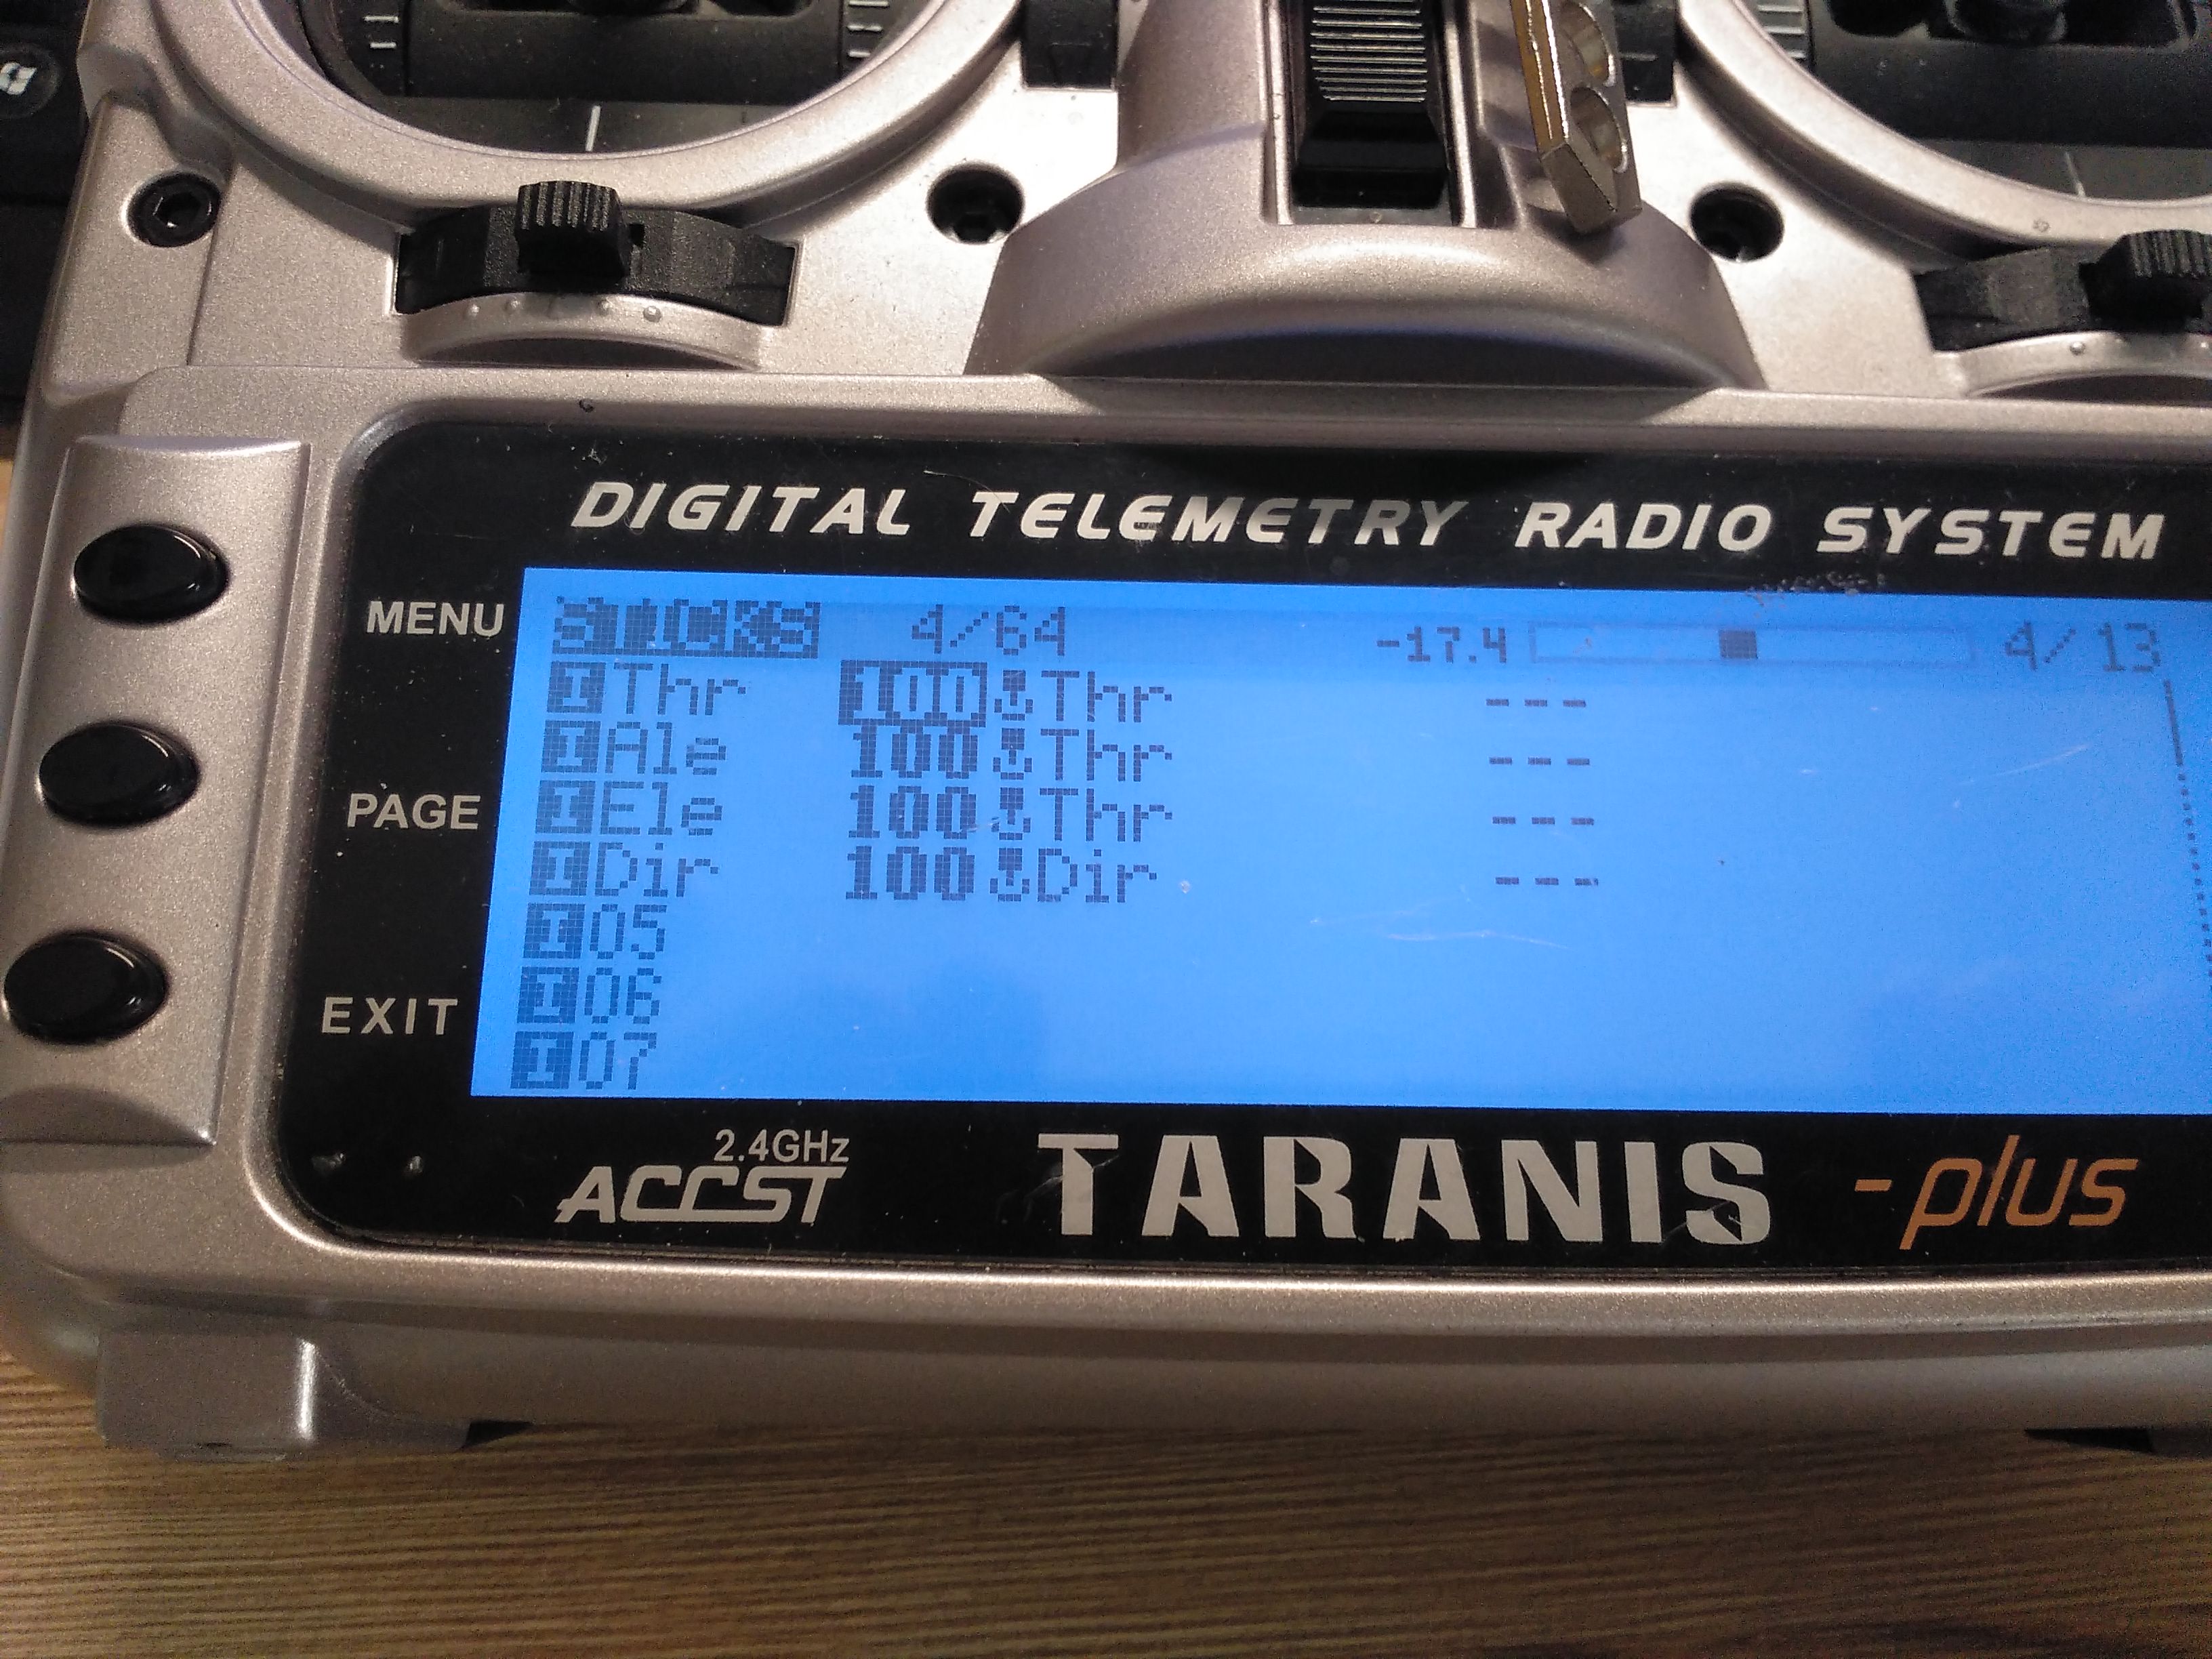 DIGITAL TELEMETRY RADIO SYSTEM
MENU
PAGE
EXIT
STICKS 4/64 -17.4 4/13
I Thr 100 Thr ---
I Ale 100 Thr ---
I Ele 100 Thr ---
I Dir 100 Dir ---
I 05
I 06
I 07
2.4GHz
ACCST
TARANIS -plus